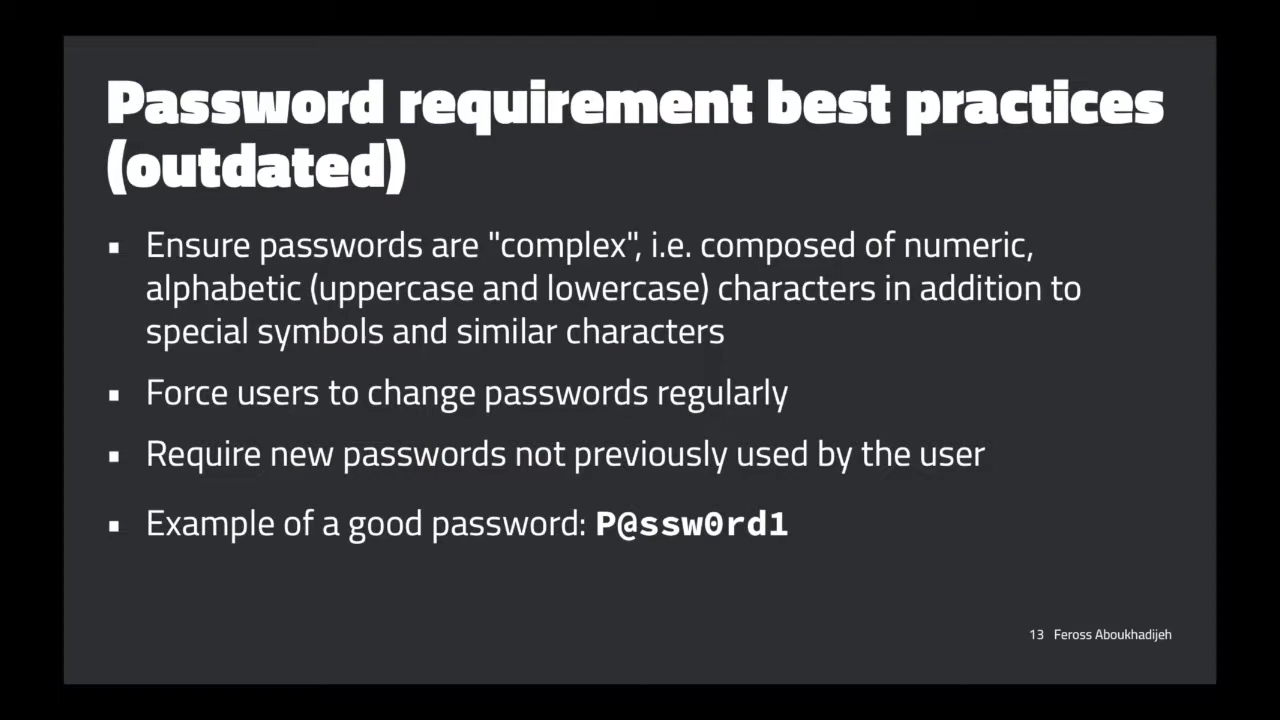 Password requirement best practices
(outdated)
▪ Ensure passwords are "complex", i.e. composed of numeric,
alphabetic (uppercase and lowercase) characters in addition to
special symbols and similar characters
▪ Force users to change passwords regularly
▪ Require new passwords not previously used by the user
▪ Example of a good password: P@ssw0rd1
13 Feross Aboukhadijeh